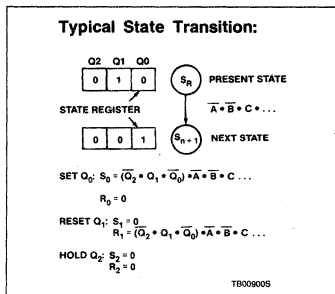 Typical State Transition:
Q2 Q1 Q0
0 1 0
SR PRESENT STATE
STATE REGISTER
A̅ • B̅ • C • ...
0 0 1
Sn + 1 NEXT STATE
SET Q0: S0 = (Q̅2 • Q1 • Q̅0) • A̅ • B̅ • C ...
R0 = 0
RESET Q1: S1 = 0
R1 = (Q̅2 • Q1 • Q̅0) • A̅ • B̅ • C ...
HOLD Q2: S2 = 0
R2 = 0
TB00900S